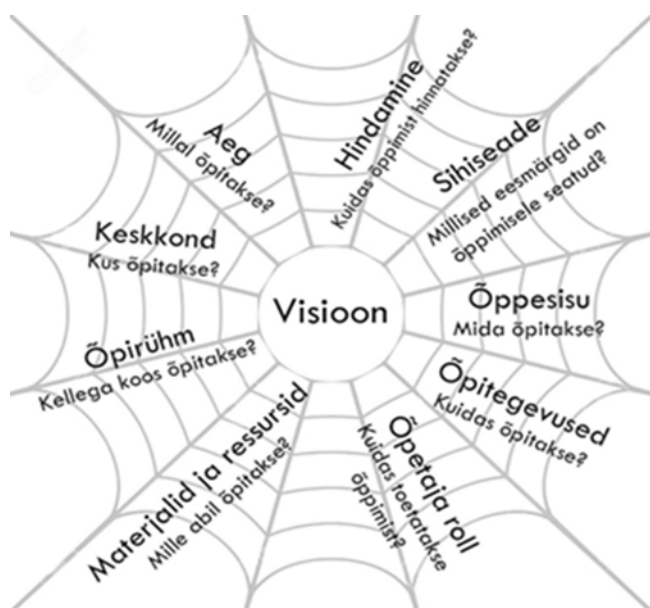 Visioon
Hindamine
Kuidas õppimist hinnatakse?
Sihiseade
Millised eesmärgid on
õppimisele seatud?
Õppesisu
Mida õpitakse?
Õpitegevused
Kuidas õpitakse?
Õpetaja roll
Kuidas toetatakse
õppimist?
Materjalid ja ressursid
Mille abil õpitakse?
Õpirühm
Kellega koos õpitakse?
Keskkond
Kus õpitakse?
Aeg
Millal õpitakse?